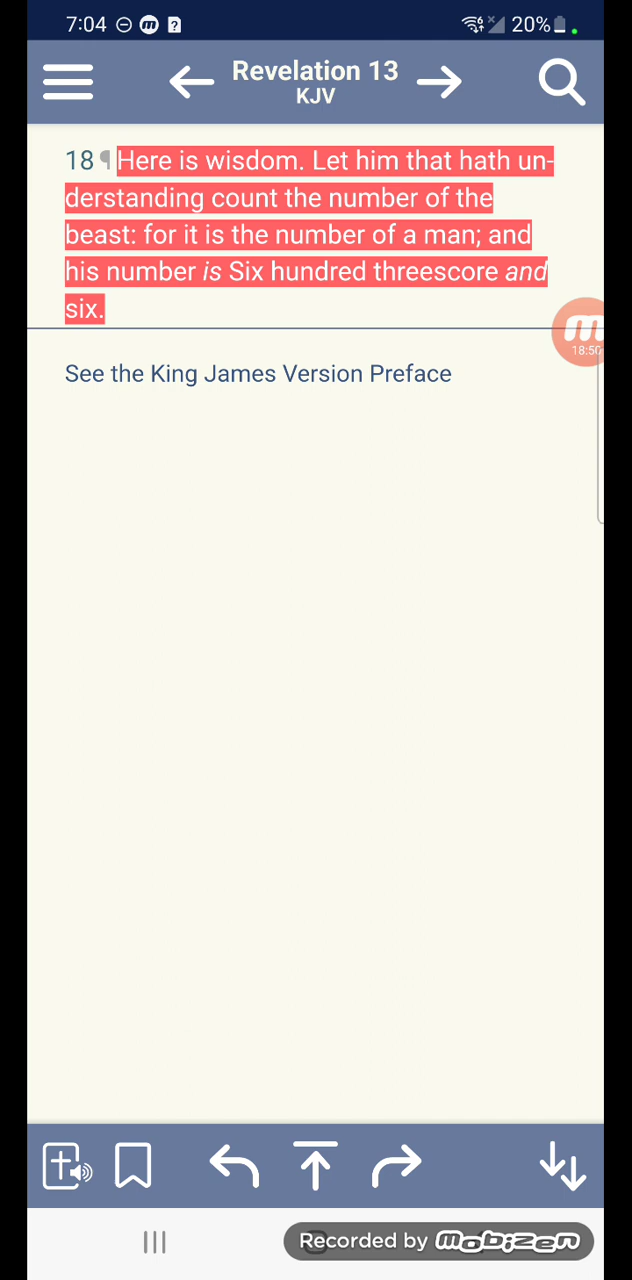 7:04
20%
Revelation 13
KJV
18 ¶ Here is wisdom. Let him that hath un-
derstanding count the number of the
beast: for it is the number of a man; and
his number is Six hundred threescore and
six.
18:50
See the King James Version Preface
Recorded by mobizen